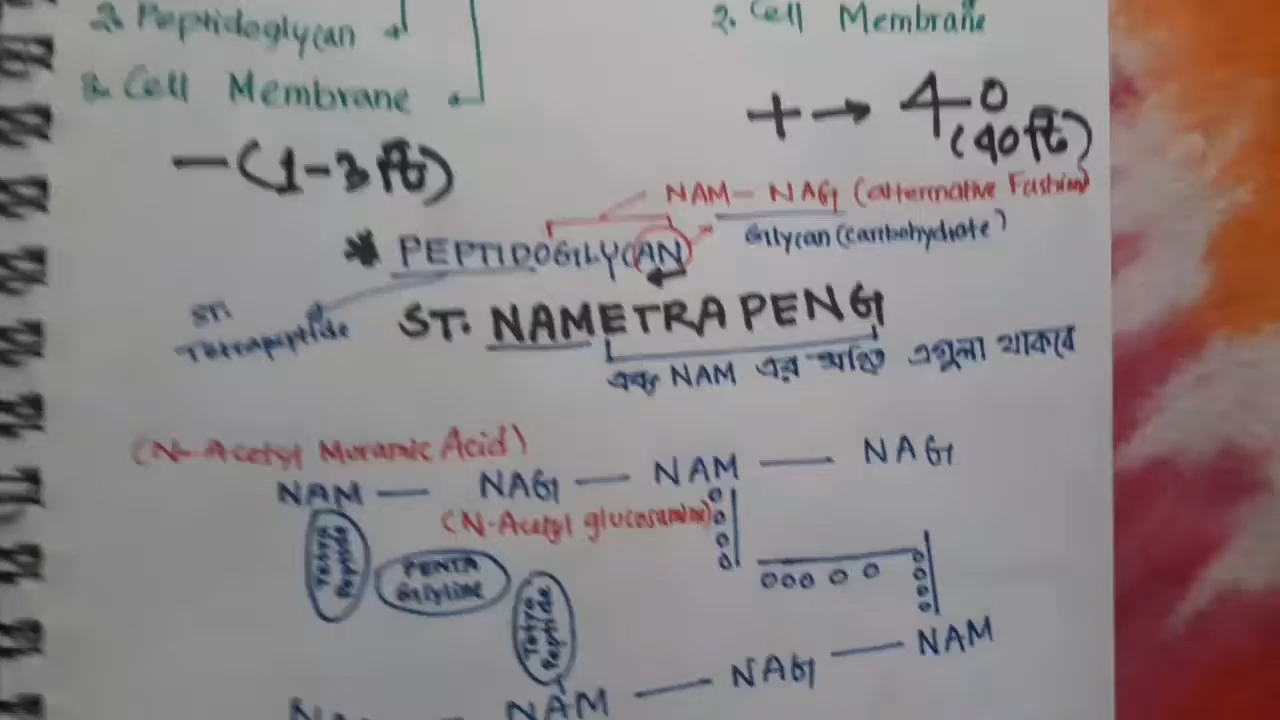 2. Peptidoglycan
2. Cell Membrane
3. Cell Membrane
+ → 40
(40 টি)
− (1-3 টি)
NAM - NAG (alternative Fashion)
Glycan (carbohydrate)
* PEPTIDOGLYCAN
ST:
Tetrapeptide
ST: NAMETRAPENG
এবং NAM এর সাথে এগুলা থাকবে
(N-Acetyl Muramic Acid)
NAM — NAG — NAM — NAG
(N-Acetyl glucosamine)
Tetra Peptide
PENTA Glycine
Tetra Peptide
NAM — NAG — NAM